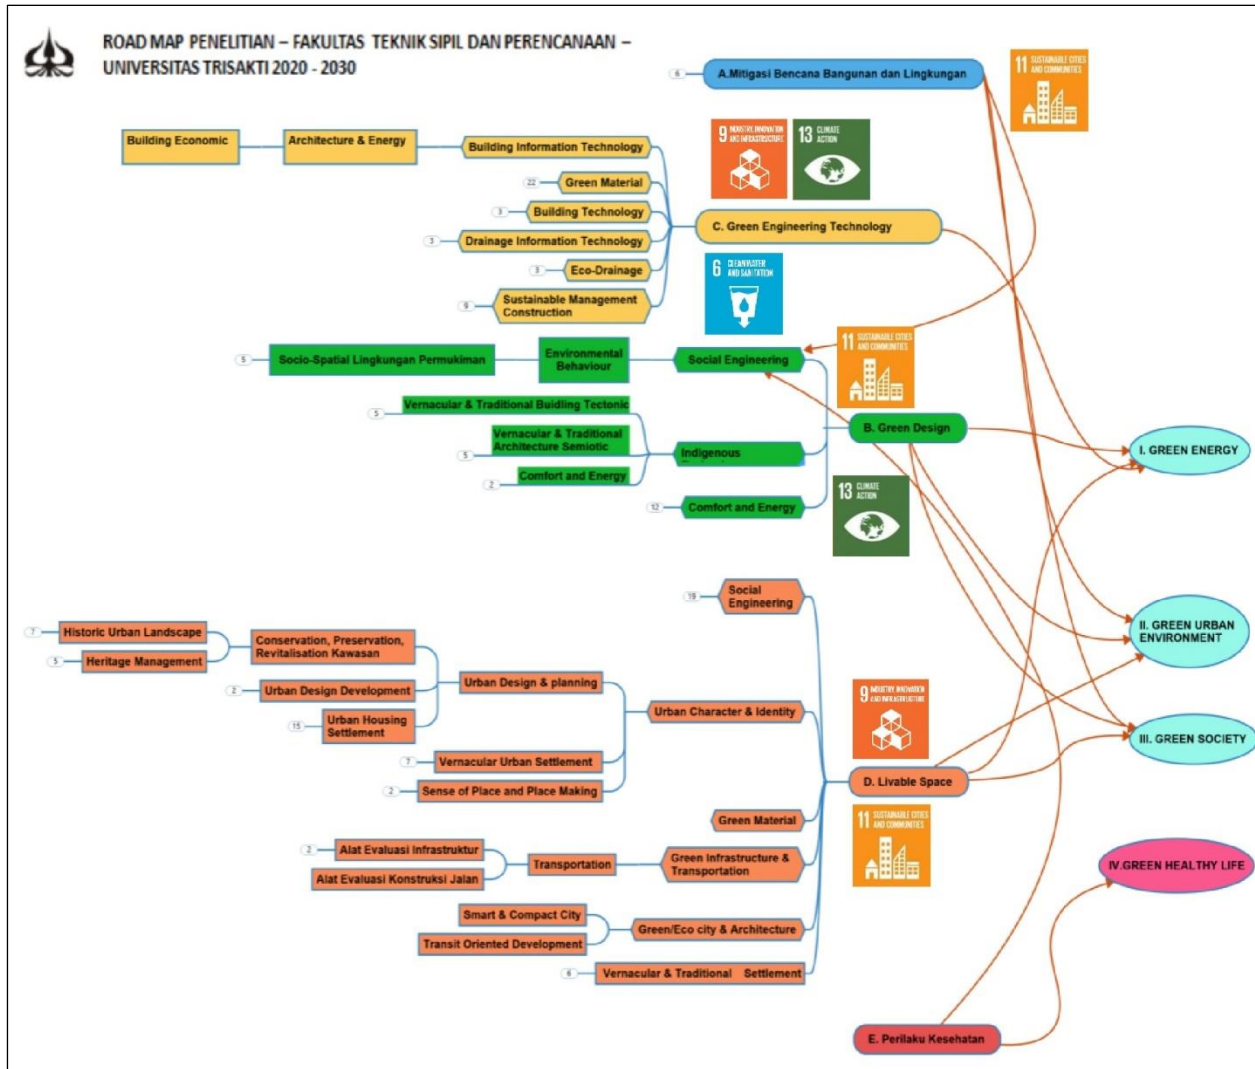 ROAD MAP PENELITIAN – FAKULTAS TEKNIK SIPIL DAN PERENCANAAN –
UNIVERSITAS TRISAKTI 2020 - 2030
6
A.Mitigasi Bencana Bangunan dan Lingkungan
11 SUSTAINABLE CITIES
AND COMMUNITIES
Building Economic
Architecture & Energy
Building Information Technology
9 INDUSTRY, INNOVATION
AND INFRASTRUCTURE
13 CLIMATE
ACTION
22
Green Material
3
Building Technology
C. Green Engineering Technology
3
Drainage Information Technology
3
Eco-Drainage
6 CLEAN WATER
AND SANITATION
9
Sustainable Management
Construction
5
Socio-Spatial Lingkungan Permukiman
Environmental
Behaviour
Social Engineering
11 SUSTAINABLE CITIES
AND COMMUNITIES
5
Vernacular & Traditional Buidling Tectonic
B. Green Design
5
Vernacular & Traditional
Architecture Semiotic
Indigenous
2
Comfort and Energy
12
Comfort and Energy
13 CLIMATE
ACTION
I. GREEN ENERGY
Social
Engineering
7
Historic Urban Landscape
5
Heritage Management
Conservation, Preservation,
Revitalisation Kawasan
2
Urban Design Development
15
Urban Housing
Settlement
Urban Design & planning
7
Vernacular Urban Settlement
2
Sense of Place and Place Making
Urban Character & Identity
9 INDUSTRY, INNOVATION
AND INFRASTRUCTURE
II. GREEN URBAN
ENVIRONMENT
III. GREEN SOCIETY
D. Livable Space
Green Material
11 SUSTAINABLE CITIES
AND COMMUNITIES
2
Alat Evaluasi Infrastruktur
Alat Evaluasi Konstruksi Jalan
Transportation
Green Infrastructure &
Transportation
IV.GREEN HEALTHY LIFE
Smart & Compact City
Transit Oriented Development
Green/Eco city & Architecture
6
Vernacular & Traditional Settlement
E. Perilaku Kesehatan